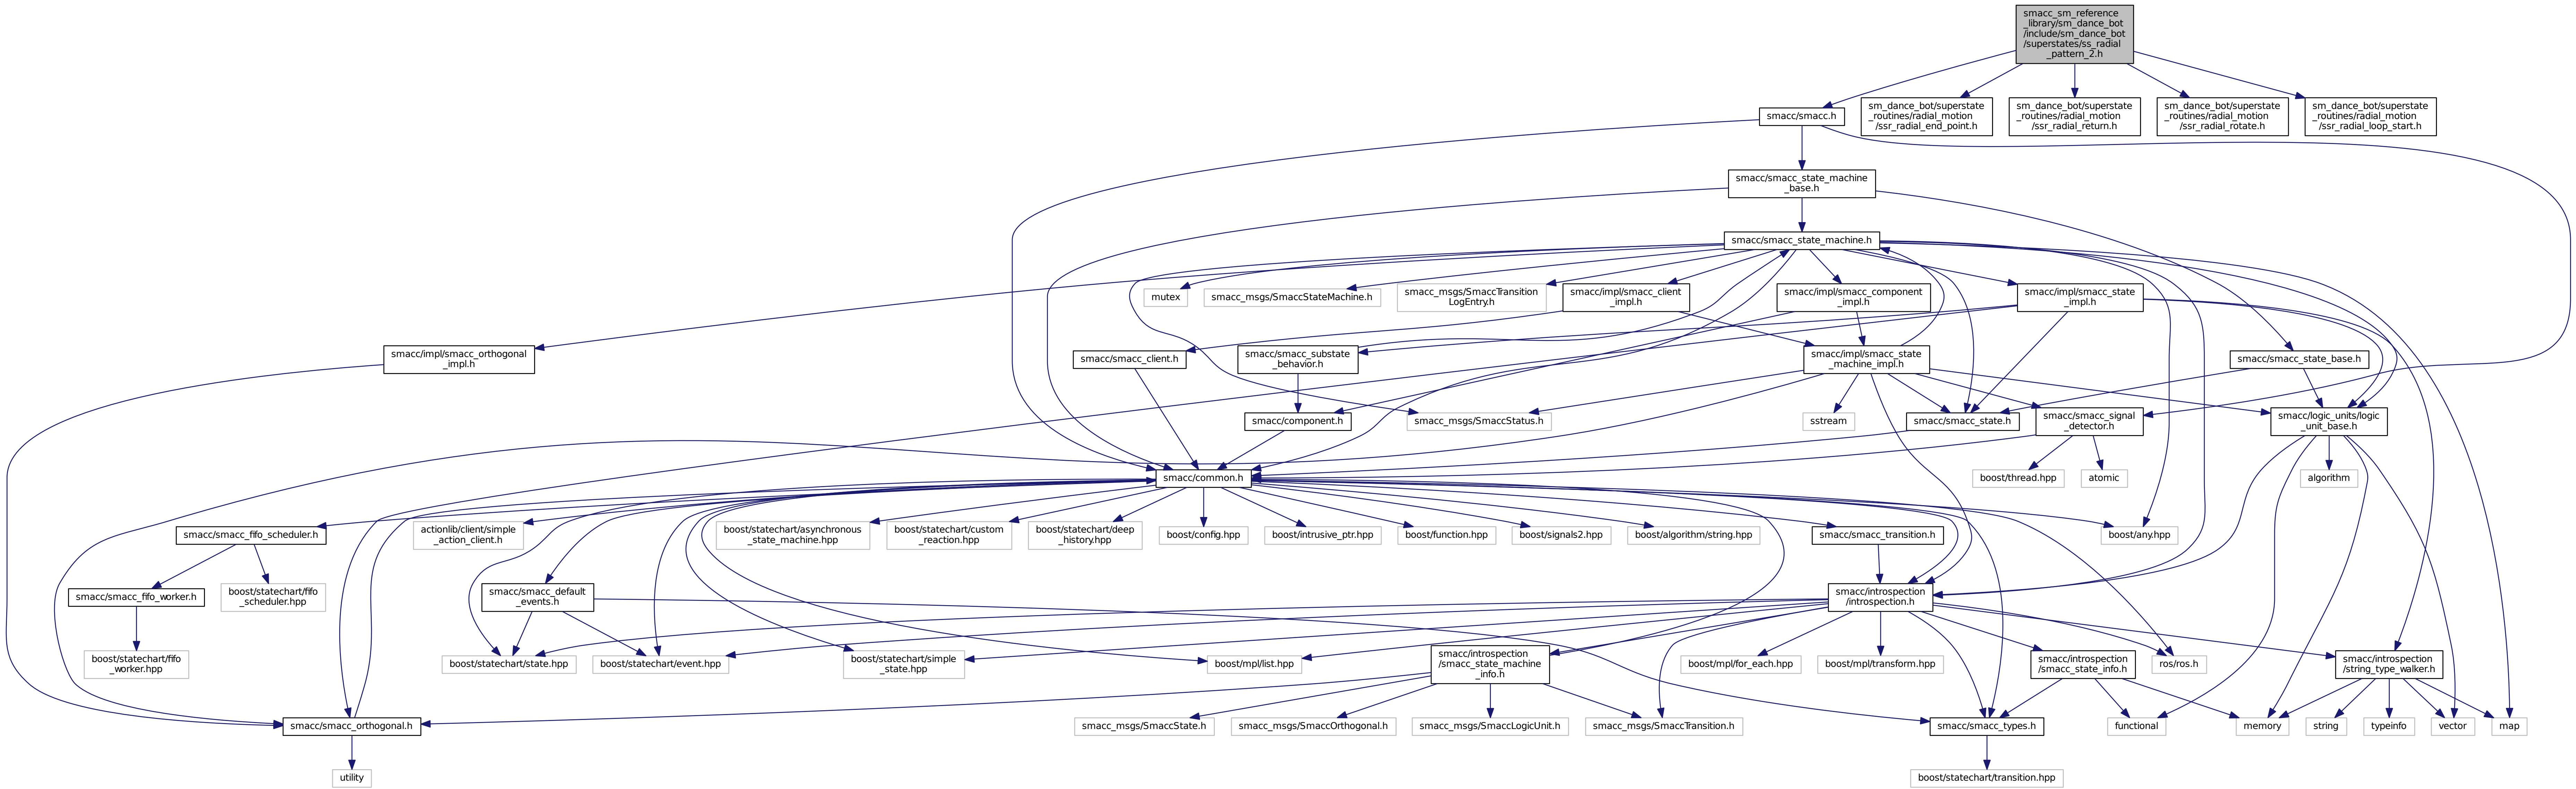 smacc_sm_reference
_library/sm_dance_bot
/include/sm_dance_bot
/superstates/ss_radial
_pattern_2.h
smacc/smacc.h
sm_dance_bot/superstate
_routines/radial_motion
/ssr_radial_end_point.h
sm_dance_bot/superstate
_routines/radial_motion
/ssr_radial_return.h
sm_dance_bot/superstate
_routines/radial_motion
/ssr_radial_rotate.h
sm_dance_bot/superstate
_routines/radial_motion
/ssr_radial_loop_start.h
smacc/smacc_state_machine
_base.h
smacc/smacc_state_machine.h
mutex
smacc_msgs/SmaccStateMachine.h
smacc_msgs/SmaccTransition
LogEntry.h
smacc/impl/smacc_client
_impl.h
smacc/impl/smacc_component
_impl.h
smacc/impl/smacc_state
_impl.h
smacc/impl/smacc_orthogonal
_impl.h
smacc/smacc_client.h
smacc/smacc_substate
_behavior.h
smacc/impl/smacc_state
_machine_impl.h
smacc/smacc_state_base.h
smacc/component.h
smacc_msgs/SmaccStatus.h
sstream
smacc/smacc_state.h
smacc/smacc_signal
_detector.h
smacc/logic_units/logic
_unit_base.h
smacc/common.h
boost/thread.hpp
atomic
algorithm
smacc/smacc_fifo_scheduler.h
actionlib/client/simple
_action_client.h
boost/statechart/asynchronous
_state_machine.hpp
boost/statechart/custom
_reaction.hpp
boost/statechart/deep
_history.hpp
boost/config.hpp
boost/intrusive_ptr.hpp
boost/function.hpp
boost/signals2.hpp
boost/algorithm/string.hpp
smacc/smacc_transition.h
boost/any.hpp
smacc/smacc_fifo_worker.h
boost/statechart/fifo
_scheduler.hpp
smacc/smacc_default
_events.h
smacc/introspection
/introspection.h
boost/statechart/fifo
_worker.hpp
boost/statechart/state.hpp
boost/statechart/event.hpp
boost/statechart/simple
_state.hpp
boost/mpl/list.hpp
smacc/introspection
/smacc_state_machine
_info.h
boost/mpl/for_each.hpp
boost/mpl/transform.hpp
smacc/introspection
/smacc_state_info.h
ros/ros.h
smacc/introspection
/string_type_walker.h
smacc/smacc_orthogonal.h
smacc_msgs/SmaccState.h
smacc_msgs/SmaccOrthogonal.h
smacc_msgs/SmaccLogicUnit.h
smacc_msgs/SmaccTransition.h
smacc/smacc_types.h
functional
memory
string
typeinfo
vector
map
utility
boost/statechart/transition.hpp